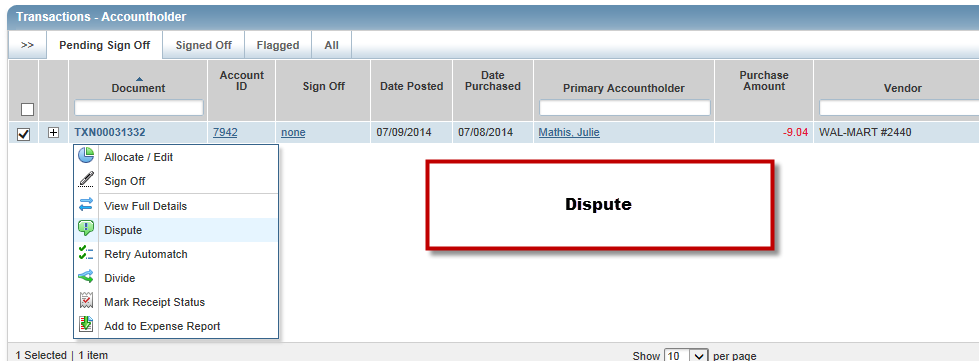 Transactions - Accountholder
>> Pending Sign Off Signed Off Flagged All
Document Account ID Sign Off Date Posted Date Purchased Primary Accountholder Purchase Amount Vendor
TXN00031332 7942 none 07/09/2014 07/08/2014 Mathis, Julie -9.04 WAL-MART #2440
Allocate / Edit
Sign Off
View Full Details
Dispute
Retry Automatch
Divide
Mark Receipt Status
Add to Expense Report
Dispute
1 Selected | 1 item Show 10 per page